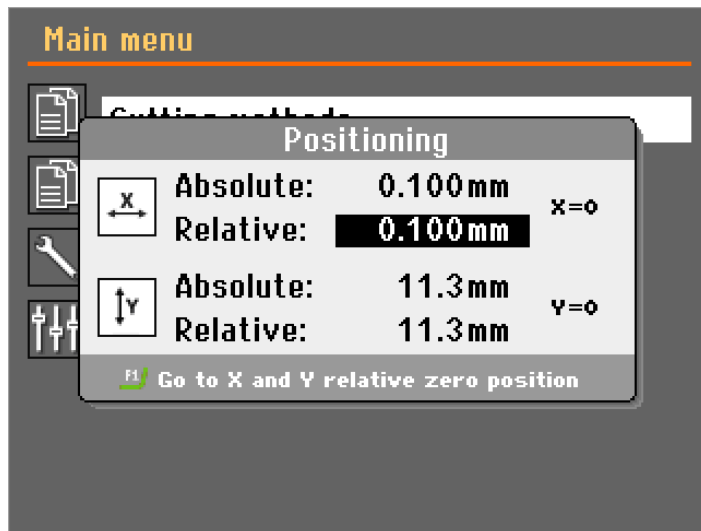 Main menu
Positioning
X
Absolute: 0.100mm
Relative: 0.100mm
X=0
Y
Absolute: 11.3mm
Relative: 11.3mm
Y=0
F1 Go to X and Y relative zero position